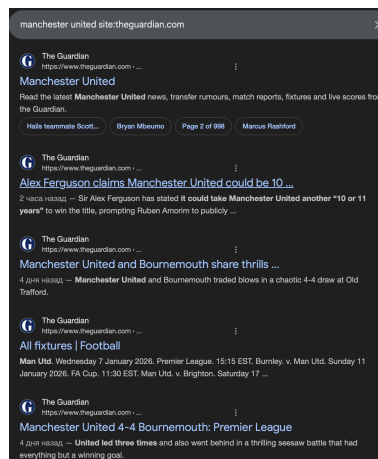 manchester united site:theguardian.com
The Guardian
https://www.theguardian.com › ...
Manchester United
Read the latest Manchester United news, transfer rumours, match reports, fixtures and live scores from
the Guardian.
Hails teammate Scott... Bryan Mbeumo Page 2 of 998 Marcus Rashford
The Guardian
https://www.theguardian.com › ...
Alex Ferguson claims Manchester United could be 10 ...
2 часа назад — Sir Alex Ferguson has stated it could take Manchester United another “10 or 11
years” to win the title, prompting Ruben Amorim to publicly ...
The Guardian
https://www.theguardian.com › ...
Manchester United and Bournemouth share thrills ...
4 дня назад — Manchester United and Bournemouth traded blows in a chaotic 4-4 draw at Old
Trafford.
The Guardian
https://www.theguardian.com › ...
All fixtures | Football
Man Utd. Wednesday 7 January 2026. Premier League. 15:15 EST. Burnley. v. Man Utd. Sunday 11
January 2026. FA Cup. 11:30 EST. Man Utd. v. Brighton. Saturday 17 ...
The Guardian
https://www.theguardian.com › ...
Manchester United 4-4 Bournemouth: Premier League
4 дня назад — United led three times and also went behind in a thrilling seesaw battle that had
everything but a winning goal.